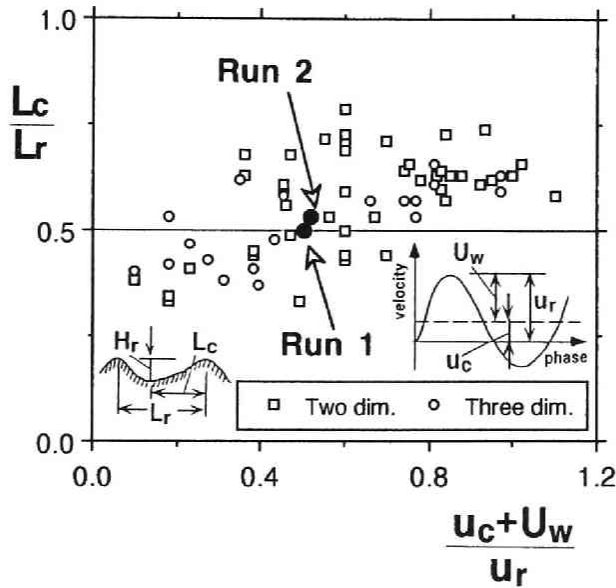 1.0
Lc
Lr
Run 2
0.5
Run 1
velocity
Uw
ur
uc
phase
Hr
Lc
Lr
Two dim.
Three dim.
0.0
0.0
0.4
0.8
1.2
uc+Uw
ur